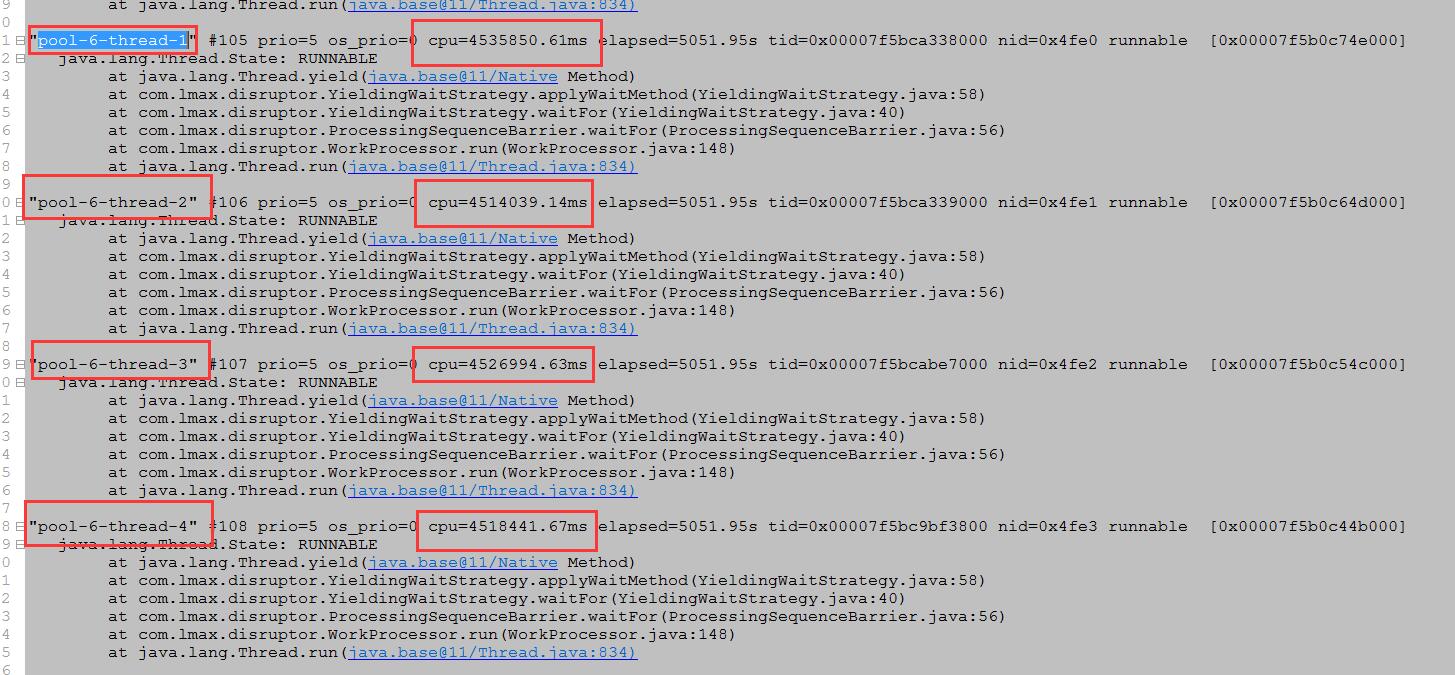 9 at java.lang.Thread.run(java.base@11/Thread.java:834)
0
1 "pool-6-thread-1" #105 prio=5 os_prio=0 cpu=4535850.61ms elapsed=5051.95s tid=0x00007f5bca338000 nid=0x4fe0 runnable [0x00007f5b0c74e000]
2 java.lang.Thread.State: RUNNABLE
3 at java.lang.Thread.yield(java.base@11/Native Method)
4 at com.lmax.disruptor.YieldingWaitStrategy.applyWaitMethod(YieldingWaitStrategy.java:58)
5 at com.lmax.disruptor.YieldingWaitStrategy.waitFor(YieldingWaitStrategy.java:40)
6 at com.lmax.disruptor.ProcessingSequenceBarrier.waitFor(ProcessingSequenceBarrier.java:56)
7 at com.lmax.disruptor.WorkProcessor.run(WorkProcessor.java:148)
8 at java.lang.Thread.run(java.base@11/Thread.java:834)
9
0 "pool-6-thread-2" #106 prio=5 os_prio=0 cpu=4514039.14ms elapsed=5051.95s tid=0x00007f5bca339000 nid=0x4fe1 runnable [0x00007f5b0c64d000]
1 java.lang.Thread.State: RUNNABLE
2 at java.lang.Thread.yield(java.base@11/Native Method)
3 at com.lmax.disruptor.YieldingWaitStrategy.applyWaitMethod(YieldingWaitStrategy.java:58)
4 at com.lmax.disruptor.YieldingWaitStrategy.waitFor(YieldingWaitStrategy.java:40)
5 at com.lmax.disruptor.ProcessingSequenceBarrier.waitFor(ProcessingSequenceBarrier.java:56)
6 at com.lmax.disruptor.WorkProcessor.run(WorkProcessor.java:148)
7 at java.lang.Thread.run(java.base@11/Thread.java:834)
8
9 "pool-6-thread-3" #107 prio=5 os_prio=0 cpu=4526994.63ms elapsed=5051.95s tid=0x00007f5bcabe7000 nid=0x4fe2 runnable [0x00007f5b0c54c000]
0 java.lang.Thread.State: RUNNABLE
1 at java.lang.Thread.yield(java.base@11/Native Method)
2 at com.lmax.disruptor.YieldingWaitStrategy.applyWaitMethod(YieldingWaitStrategy.java:58)
3 at com.lmax.disruptor.YieldingWaitStrategy.waitFor(YieldingWaitStrategy.java:40)
4 at com.lmax.disruptor.ProcessingSequenceBarrier.waitFor(ProcessingSequenceBarrier.java:56)
5 at com.lmax.disruptor.WorkProcessor.run(WorkProcessor.java:148)
6 at java.lang.Thread.run(java.base@11/Thread.java:834)
7
8 "pool-6-thread-4" #108 prio=5 os_prio=0 cpu=4518441.67ms elapsed=5051.95s tid=0x00007f5bc9bf3800 nid=0x4fe3 runnable [0x00007f5b0c44b000]
9 java.lang.Thread.State: RUNNABLE
0 at java.lang.Thread.yield(java.base@11/Native Method)
1 at com.lmax.disruptor.YieldingWaitStrategy.applyWaitMethod(YieldingWaitStrategy.java:58)
2 at com.lmax.disruptor.YieldingWaitStrategy.waitFor(YieldingWaitStrategy.java:40)
3 at com.lmax.disruptor.ProcessingSequenceBarrier.waitFor(ProcessingSequenceBarrier.java:56)
4 at com.lmax.disruptor.WorkProcessor.run(WorkProcessor.java:148)
5 at java.lang.Thread.run(java.base@11/Thread.java:834)
6